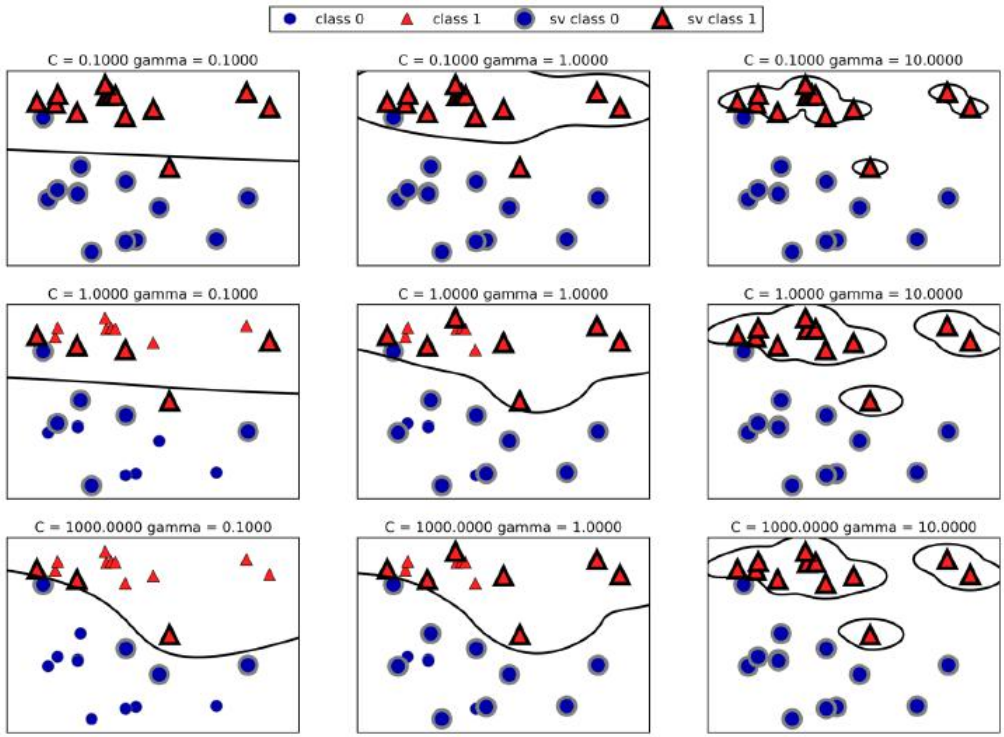 class 0 class 1 sv class 0 sv class 1
C = 0.1000 gamma = 0.1000
C = 0.1000 gamma = 1.0000
C = 0.1000 gamma = 10.0000
C = 1.0000 gamma = 0.1000
C = 1.0000 gamma = 1.0000
C = 1.0000 gamma = 10.0000
C = 1000.0000 gamma = 0.1000
C = 1000.0000 gamma = 1.0000
C = 1000.0000 gamma = 10.0000